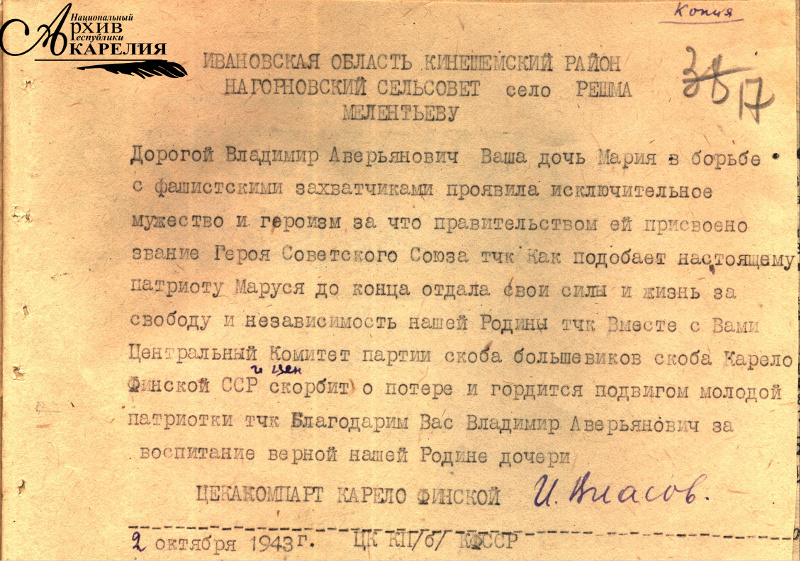 Национальный
Архив
Республики
Карелия
Копия
ИВАНОВСКАЯ ОБЛАСТЬ КИНЕШЕМСКИЙ РАЙОН
НАГОРНОВСКИЙ СЕЛЬСОВЕТ село РЕШМА
МЕЛЕНТЬЕВУ
17
Дорогой Владимир Аверьянович Ваша дочь Мария в борьбе
с фашистскими захватчиками проявила исключительное
мужество и героизм за что правительством ей присвоено
звание Героя Советского Союза тчк Как подобает настоящему
патриоту Маруся до конца отдала свои силы и жизнь за
свободу и независимость нашей Родины тчк Вместе с Вами
Центральный Комитет партии скоба большевиков скоба Карело
Финской ССР скорбит о потере и гордится подвигом молодой
патриотки тчк Благодарим Вас Владимир Аверьянович за
воспитание верной нашей Родине дочери
ЦЕКАКОМПАРТ КАРЕЛО ФИНСКОЙ И. Власов.
2 октября 1943г. ЦК КП/б/ КФССР